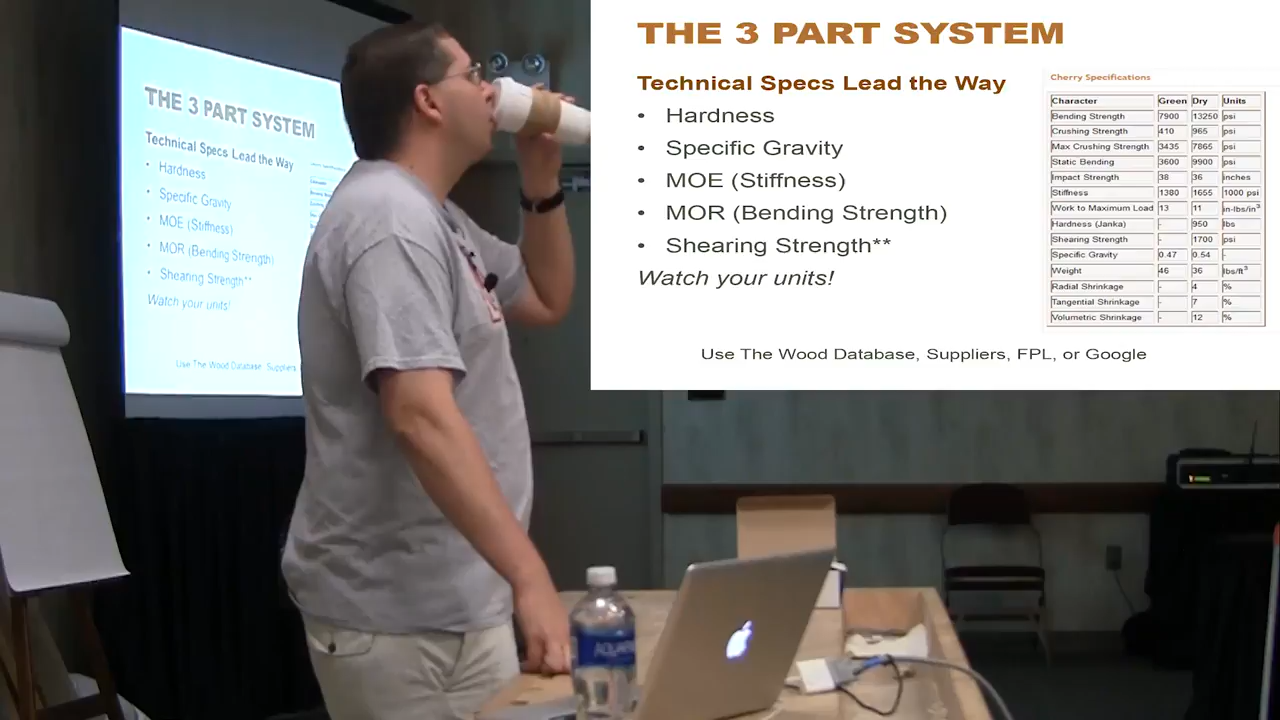 THE 3 PART SYSTEM
Technical Specs Lead the Way
• Hardness
• Specific Gravity
• MOE (Stiffness)
• MOR (Bending Strength)
• Shearing Strength**
Watch your units!
Use The Wood Database, Suppliers,
THE 3 PART SYSTEM
Technical Specs Lead the Way
• Hardness
• Specific Gravity
• MOE (Stiffness)
• MOR (Bending Strength)
• Shearing Strength**
Watch your units!
Cherry Specifications
Character Green Dry Units
Bending Strength 7900 13250 psi
Crushing Strength 410 965 psi
Max Crushing Strength 3435 7865 psi
Static Bending 3600 9900 psi
Impact Strength 38 36 inches
Stiffness 1380 1655 1000 psi
Work to Maximum Load 13 11 in-lbs/in³
Hardness (Janka) - 950 lbs
Shearing Strength - 1700 psi
Specific Gravity 0.47 0.54 -
Weight 46 36 lbs/ft³
Radial Shrinkage - 4 %
Tangential Shrinkage - 7 %
Volumetric Shrinkage - 12 %
Use The Wood Database, Suppliers, FPL, or Google